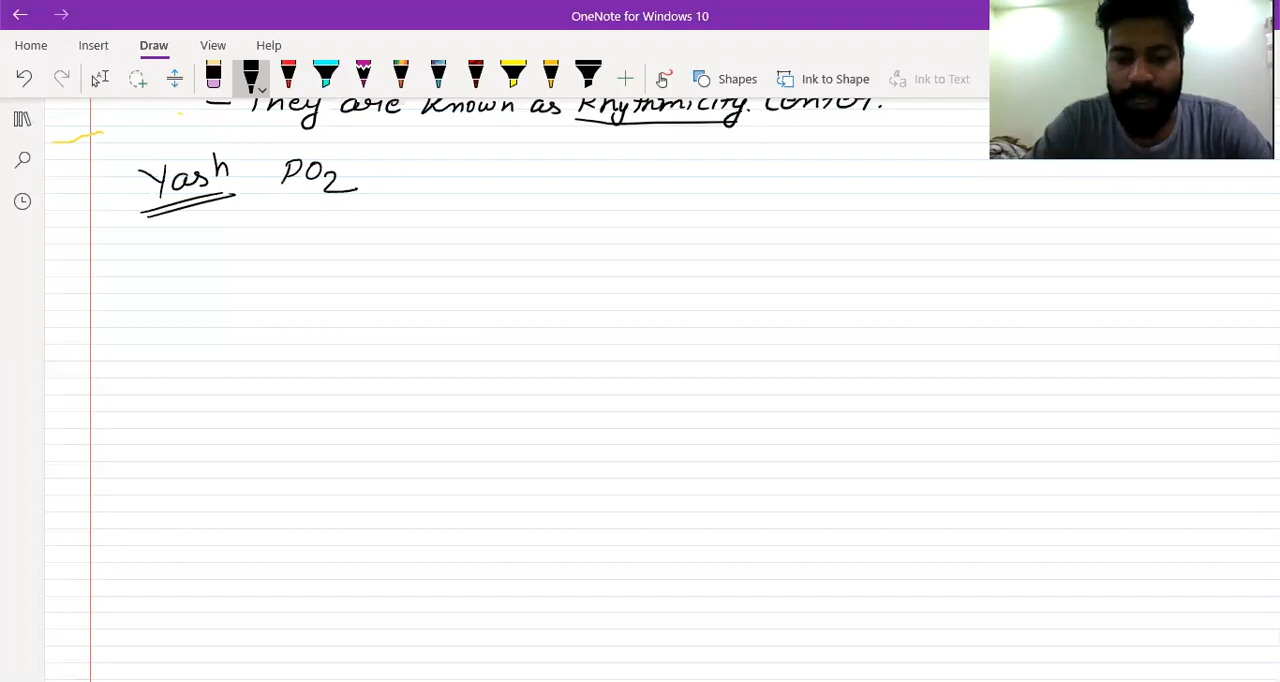 OneNote for Windows 10
Home Insert Draw View Help
Shapes Ink to Shape Ink to Text
– They are known as Rhythmicity center.
Yash PO2